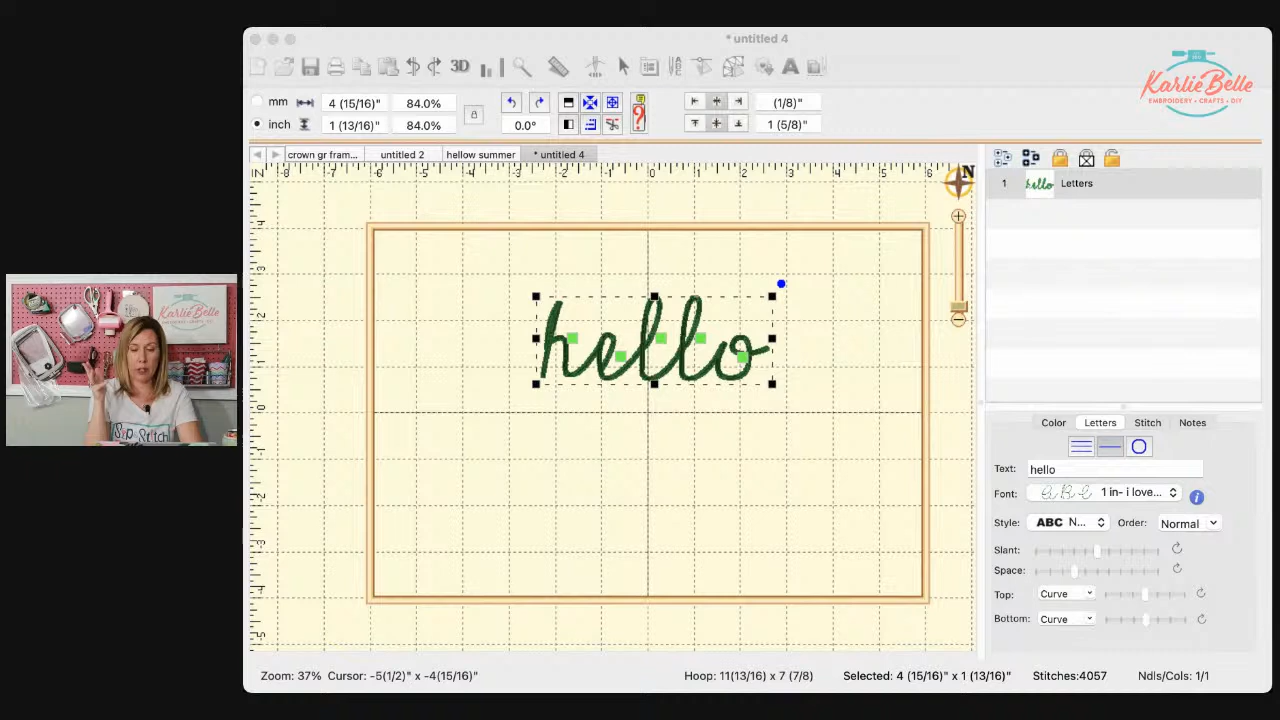 * untitled 4
KarlieBelle
EMBROIDERY • CRAFTS • DIY
3D
mm
4 (15/16)"
84.0%
(1/8)"
inch
1 (13/16)"
84.0%
0.0°
1 (5/8)"
crown gr fram...
untitled 2
hellow summer
* untitled 4
IN
N
1
hello
Letters
hello
Color
Letters
Stitch
Notes
Text:
hello
Font:
1 in- i love...
Style:
ABC N...
Order:
Normal
Slant:
Space:
Top:
Curve
Bottom:
Curve
Zoom: 37%
Cursor: -5(1/2)" x -4(15/16)"
Hoop: 11(13/16) x 7 (7/8)
Selected: 4 (15/16)" x 1 (13/16)"
Stitches:4057
Ndls/Cols: 1/1